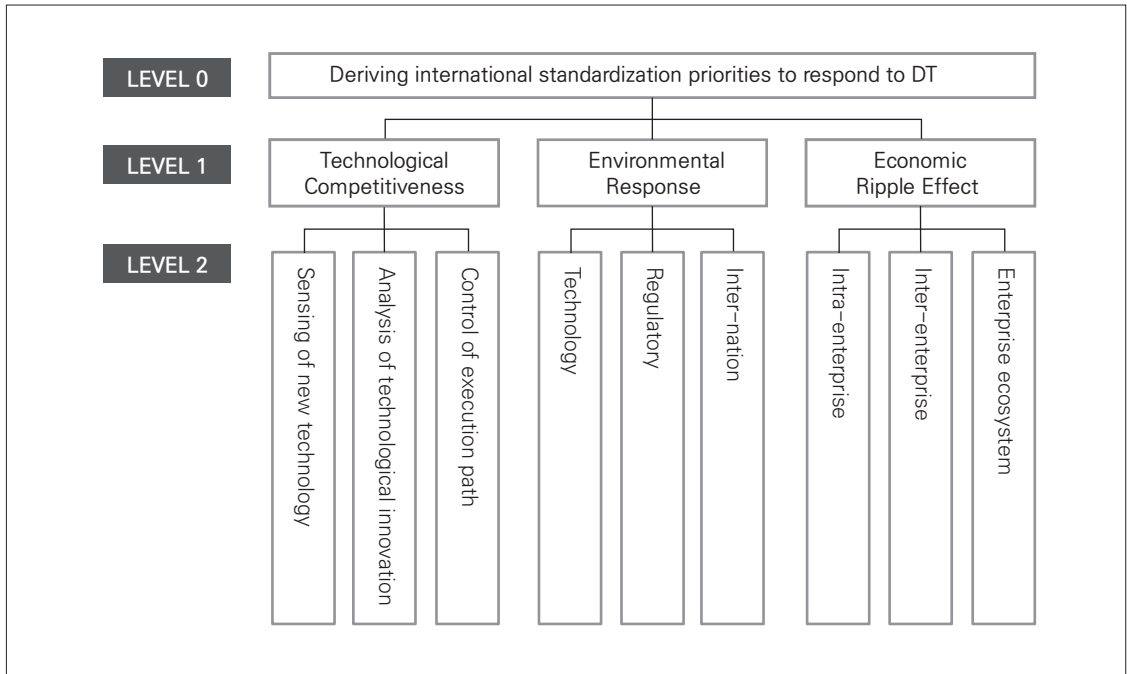 LEVEL 0
Deriving international standardization priorities to respond to DT
LEVEL 1
Technological
Competitiveness
Environmental
Response
Economic
Ripple Effect
LEVEL 2
Sensing of new technology
Analysis of technological innovation
Control of execution path
Technology
Regulatory
Inter-nation
Intra-enterprise
Inter-enterprise
Enterprise ecosystem